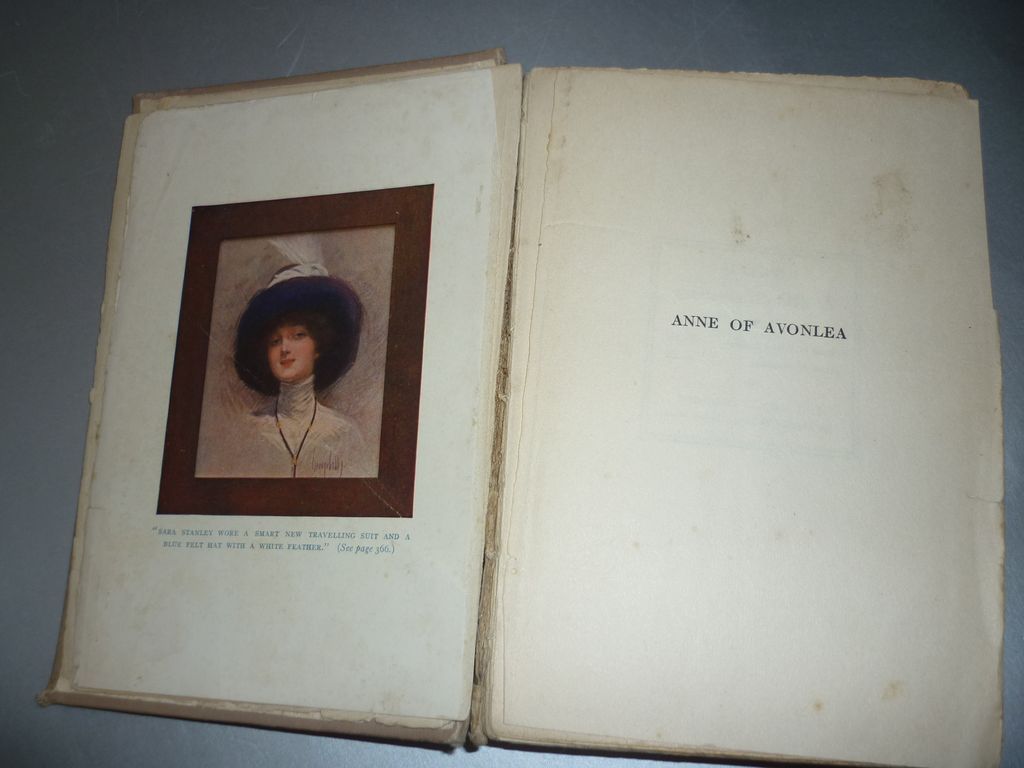 "SARA STANLEY WORE A SMART NEW TRAVELLING SUIT AND A
BLUE FELT HAT WITH A WHITE FEATHER." (See page 366.)
ANNE OF AVONLEA